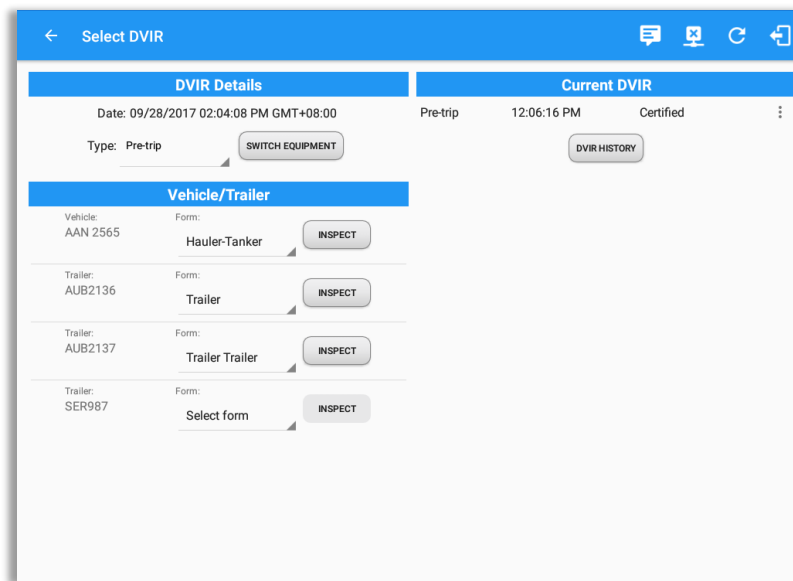 Select DVIR
DVIR Details
Date: 09/28/2017 02:04:08 PM GMT+08:00
Type: Pre-trip SWITCH EQUIPMENT
Vehicle/Trailer
Vehicle: Form:
AAN 2565 Hauler-Tanker INSPECT
Trailer: Form:
AUB2136 Trailer INSPECT
Trailer: Form:
AUB2137 Trailer Trailer INSPECT
Trailer: Form:
SER987 Select form INSPECT
Current DVIR
Pre-trip 12:06:16 PM Certified
DVIR HISTORY